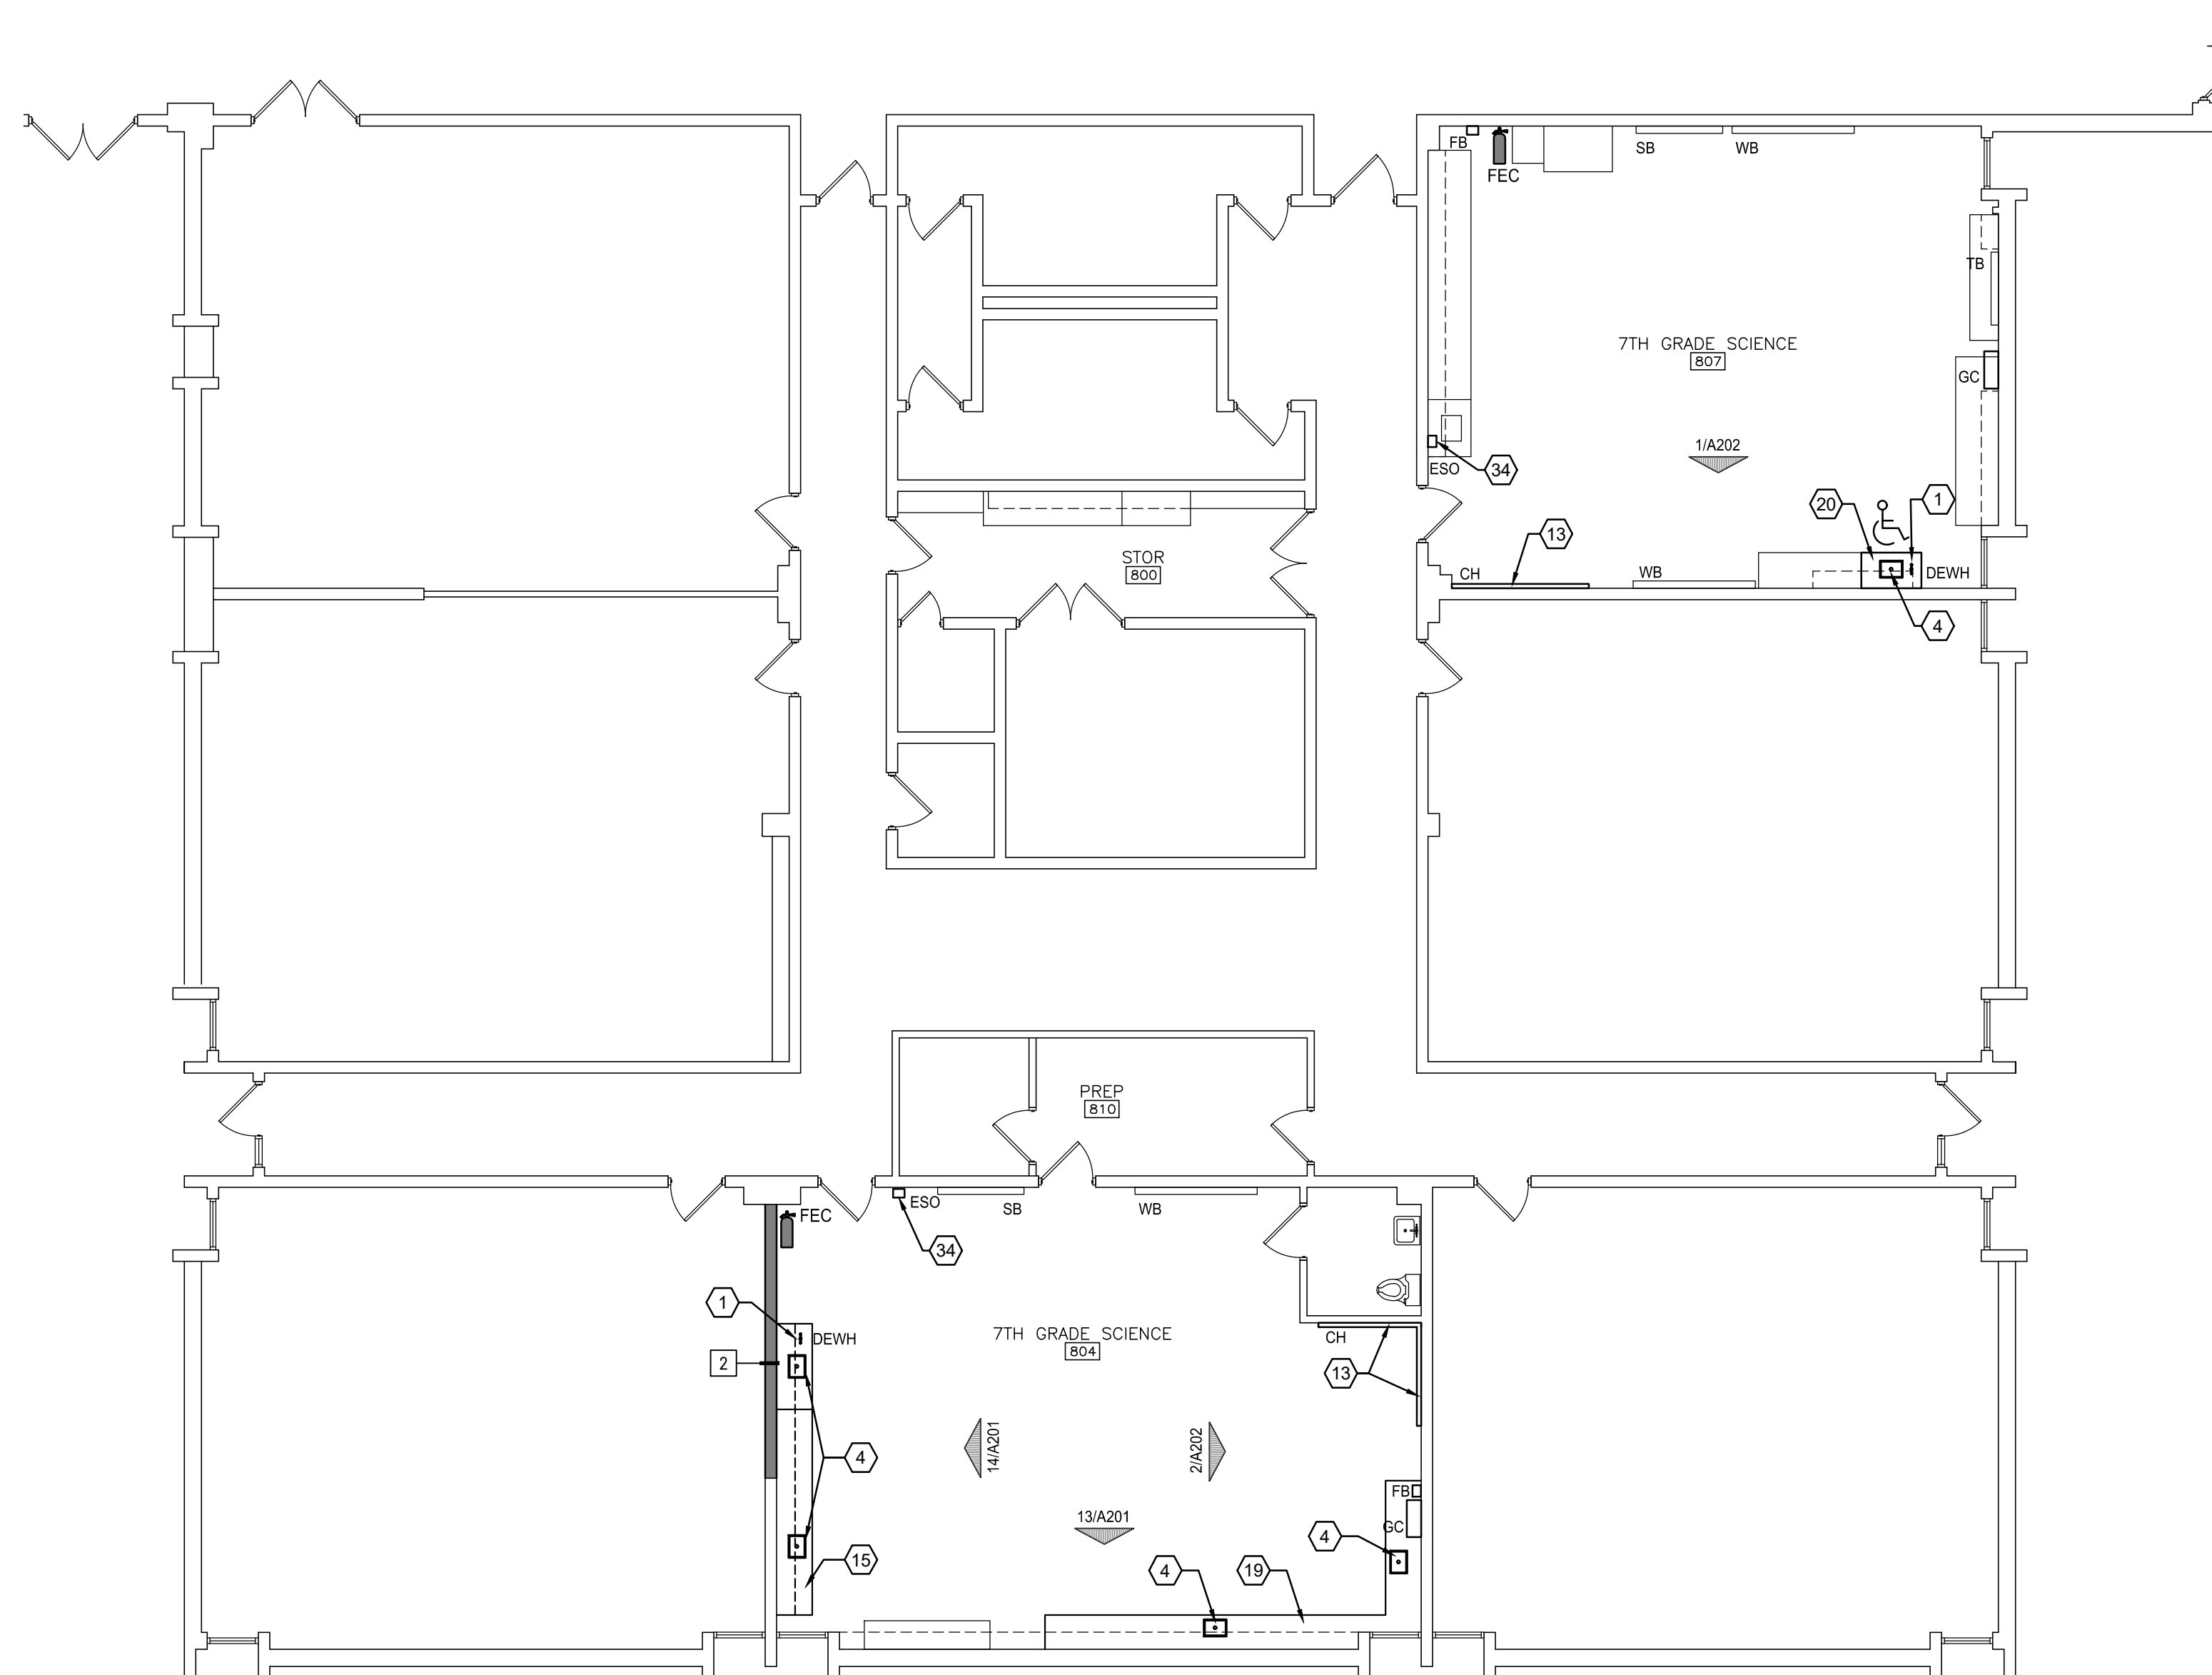 FB
FEC
SB
WB
TB
7TH GRADE SCIENCE
807
GC
1/A202
ESO
34
20
1
13
STOR
800
CH
WB
DEWH
4
PREP
810
ESO
SB
WB
FEC
34
1
DEWH
7TH GRADE SCIENCE
804
CH
2
13
14/A201
2/A202
4
FB
13/A201
GC
4
15
4
19